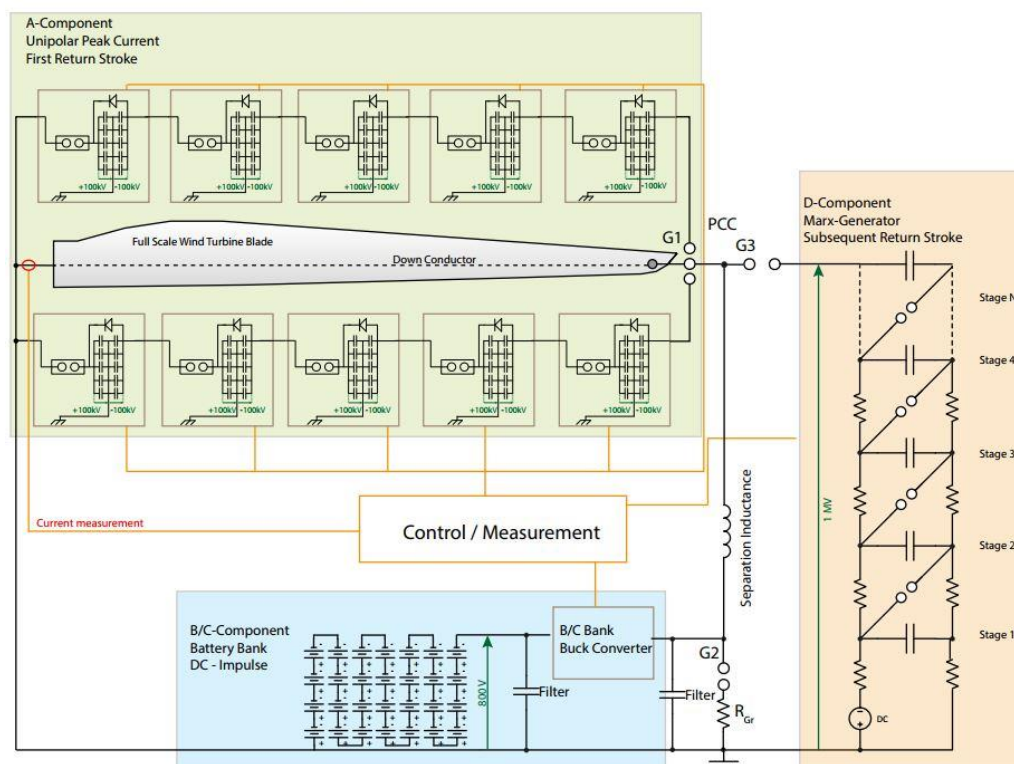 A-Component
Unipolar Peak Current
First Return Stroke
+100kV -100kV
+100kV -100kV
+100kV -100kV
+100kV -100kV
+100kV -100kV
Full Scale Wind Turbine Blade
Down Conductor
G1
PCC
G3
+100kV -100kV
+100kV -100kV
+100kV -100kV
+100kV -100kV
+100kV -100kV
D-Component
Marx-Generator
Subsequent Return Stroke
Stage N
Stage 4
Stage 3
Stage 2
Stage 1
1 MV
DC
Current measurement
Control / Measurement
Separation Inductance
B/C-Component
Battery Bank
DC - Impulse
800 V
Filter
B/C Bank
Buck Converter
Filter
G2
RGr